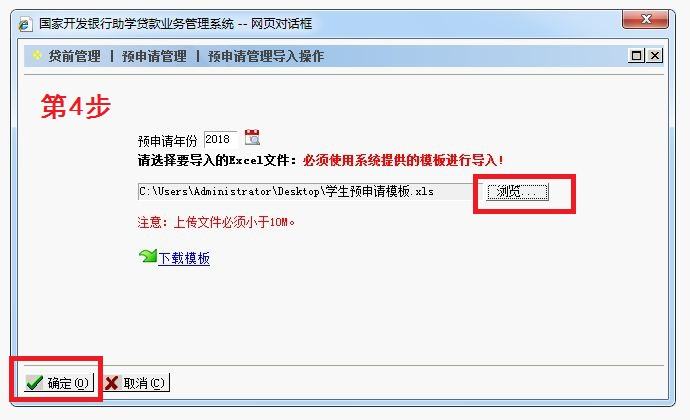 国家开发银行助学贷款业务管理系统 -- 网页对话框
贷前管理 | 预申请管理 | 预申请管理导入操作
第4步
预申请年份 2018
请选择要导入的Excel文件：必须使用系统提供的模板进行导入！
C:\Users\Administrator\Desktop\学生预申请模板.xls 浏览...
注意：上传文件必须小于10M。
下载模板
确定(O) 取消(C)